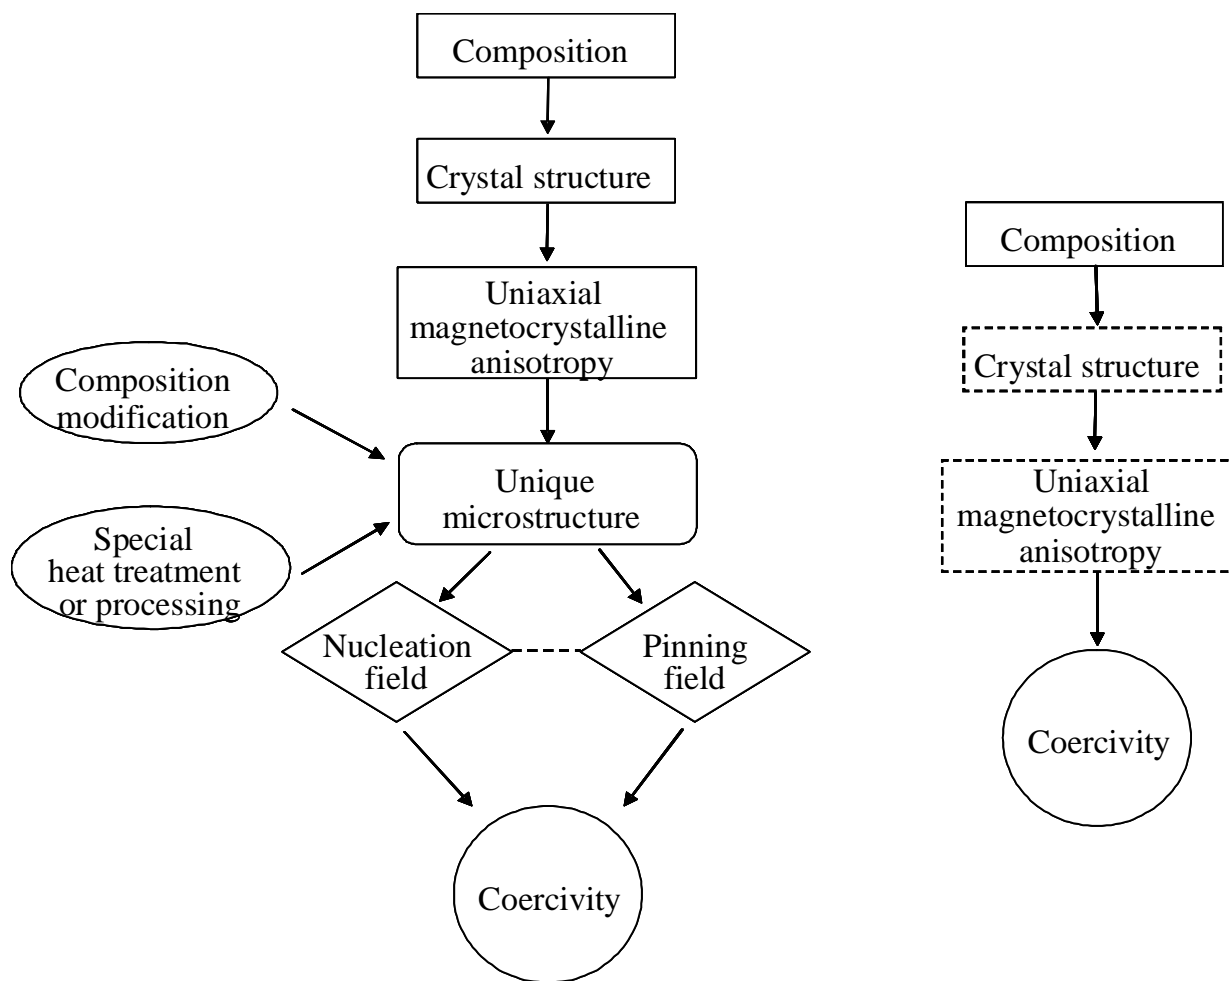 Composition
Crystal structure
Uniaxial
magnetocrystalline
anisotropy
Composition
modification
Unique
microstructure
Special
heat treatment
or processing
Nucleation
field
Pinning
field
Coercivity
Composition
Crystal structure
Uniaxial
magnetocrystalline
anisotropy
Coercivity